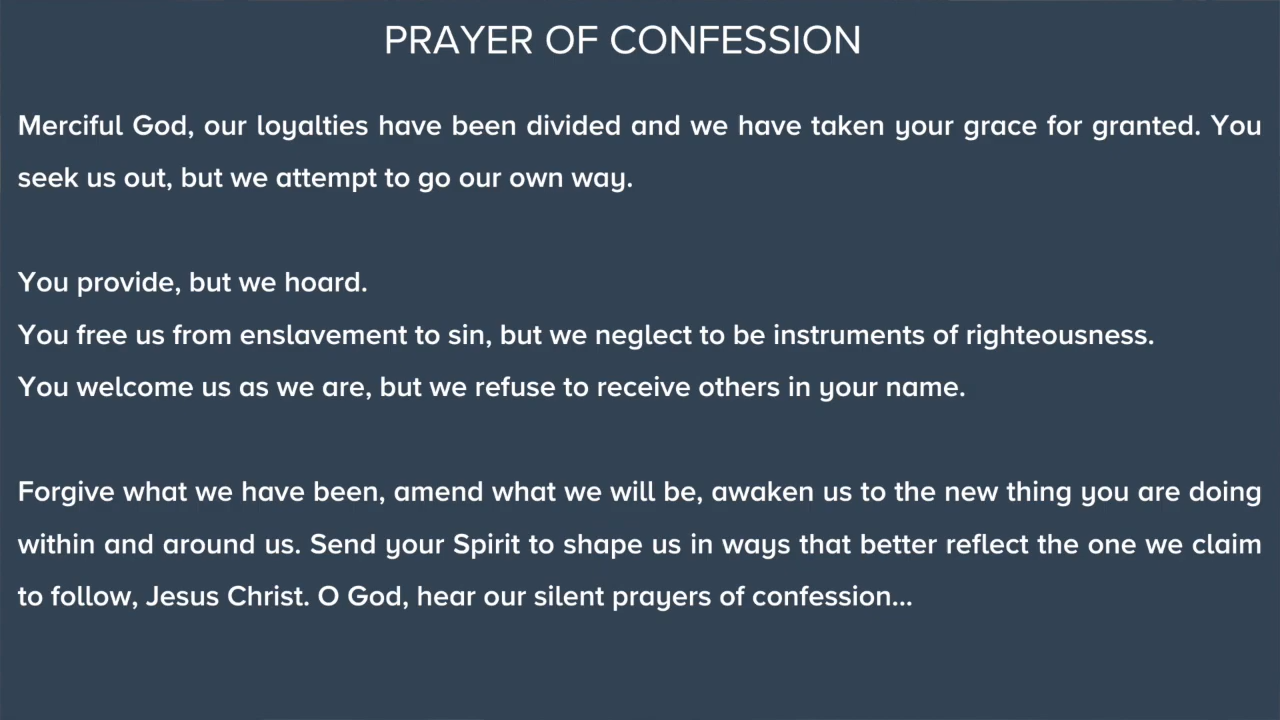 PRAYER OF CONFESSION
Merciful God, our loyalties have been divided and we have taken your grace for granted. You
seek us out, but we attempt to go our own way.
You provide, but we hoard.
You free us from enslavement to sin, but we neglect to be instruments of righteousness.
You welcome us as we are, but we refuse to receive others in your name.
Forgive what we have been, amend what we will be, awaken us to the new thing you are doing
within and around us. Send your Spirit to shape us in ways that better reflect the one we claim
to follow, Jesus Christ. O God, hear our silent prayers of confession...